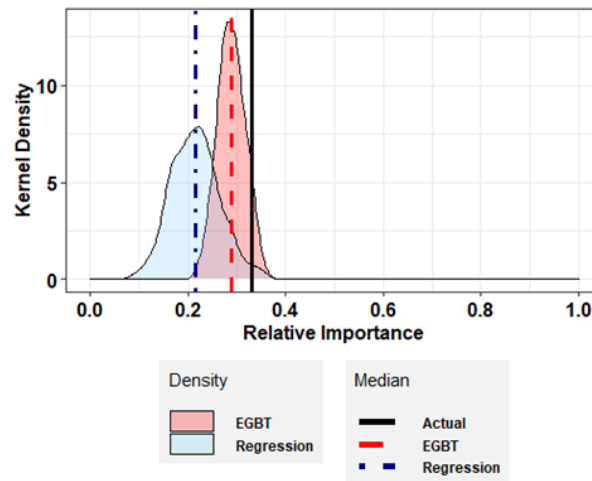 Kernel Density
10
5
0
0.0 0.2 0.4 0.6 0.8 1.0
Relative Importance
Density
EGBT
Regression
Median
Actual
EGBT
Regression